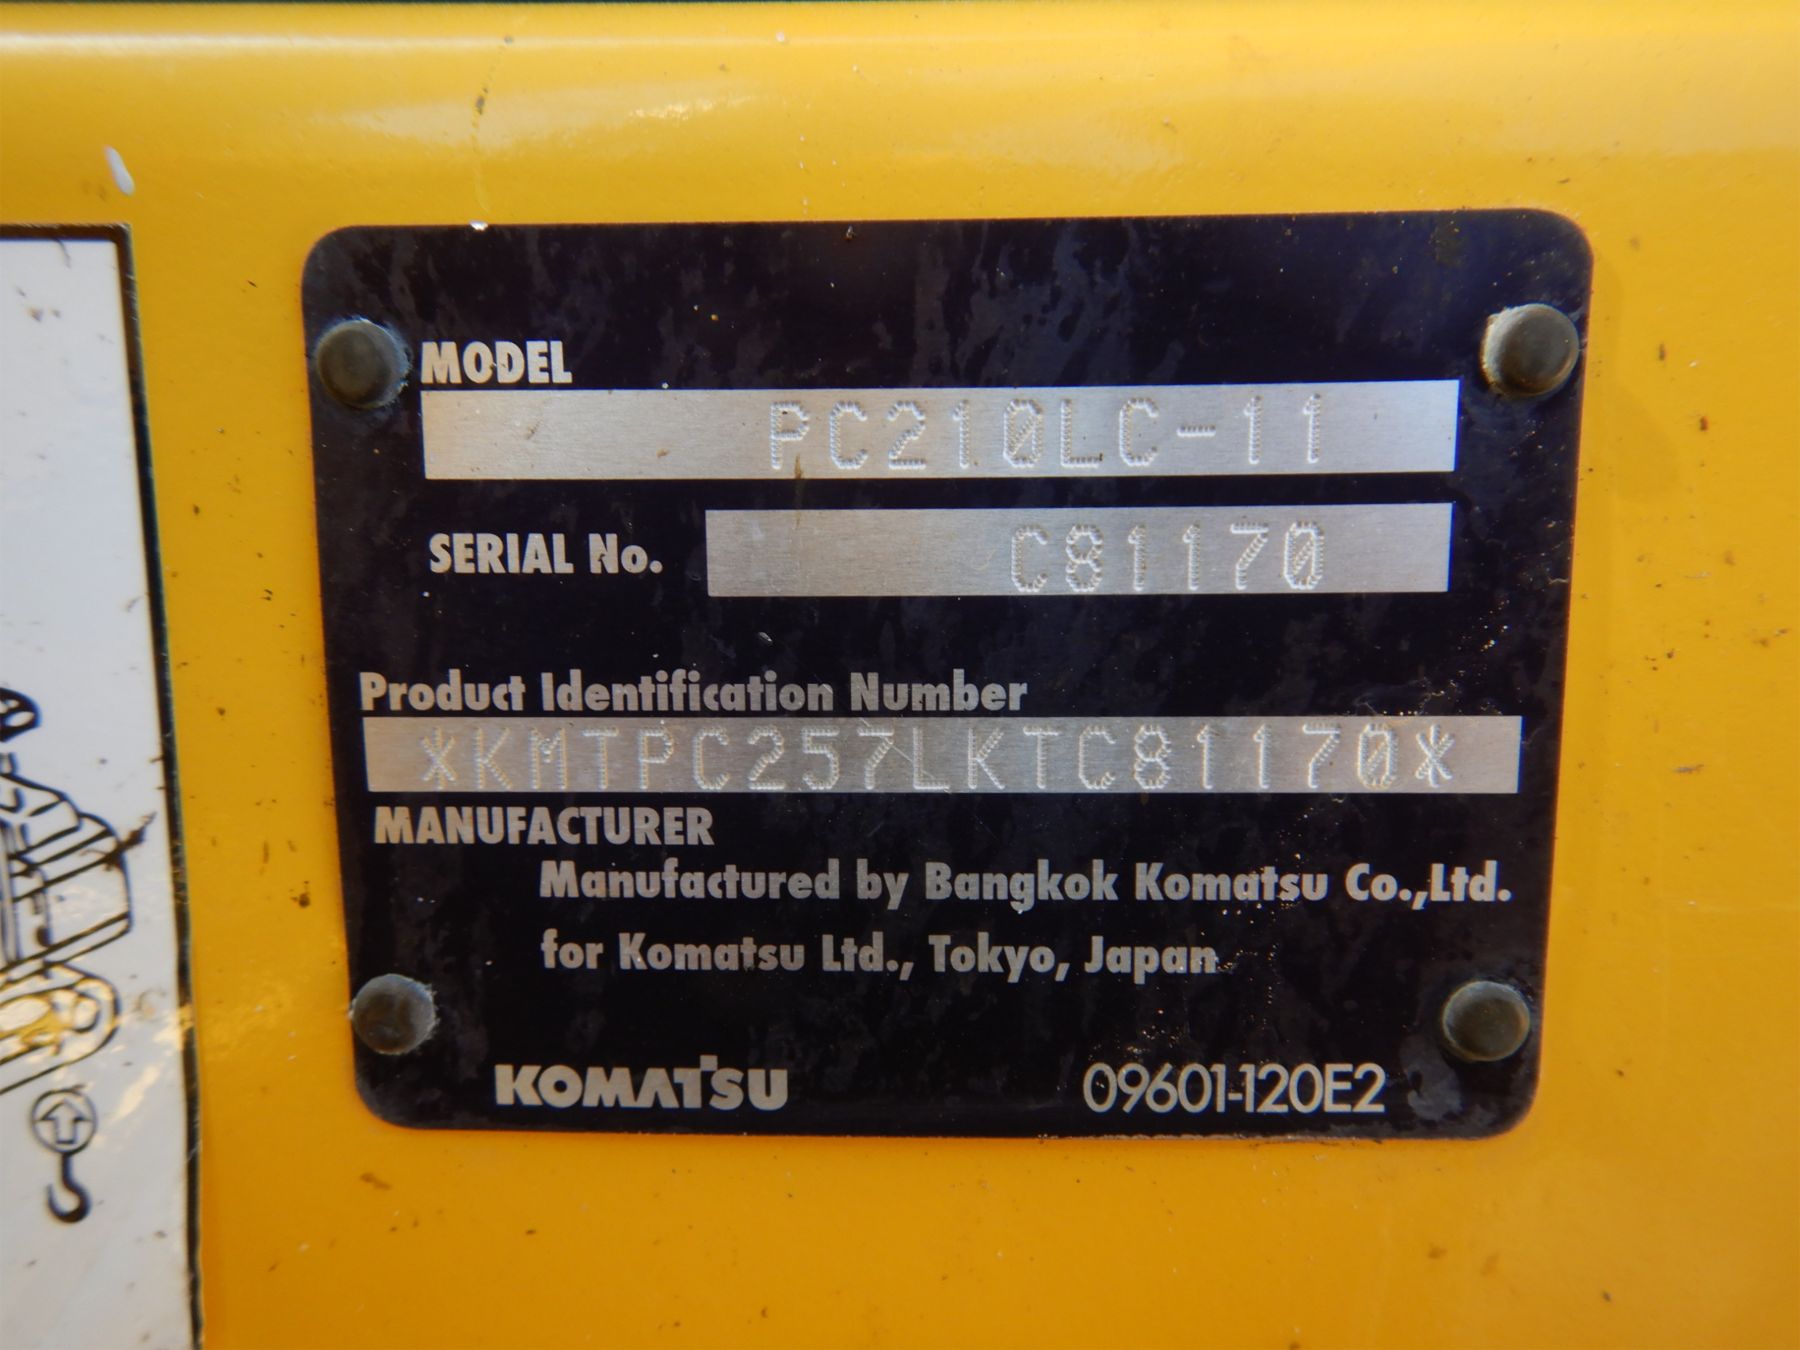 MODEL
PC210LC-11
SERIAL No.
C81170
Product Identification Number
*KMTPC257LKTC81170*
MANUFACTURER
Manufactured by Bangkok Komatsu Co.,Ltd.
for Komatsu Ltd., Tokyo, Japan
KOMATSU
09601-120E2